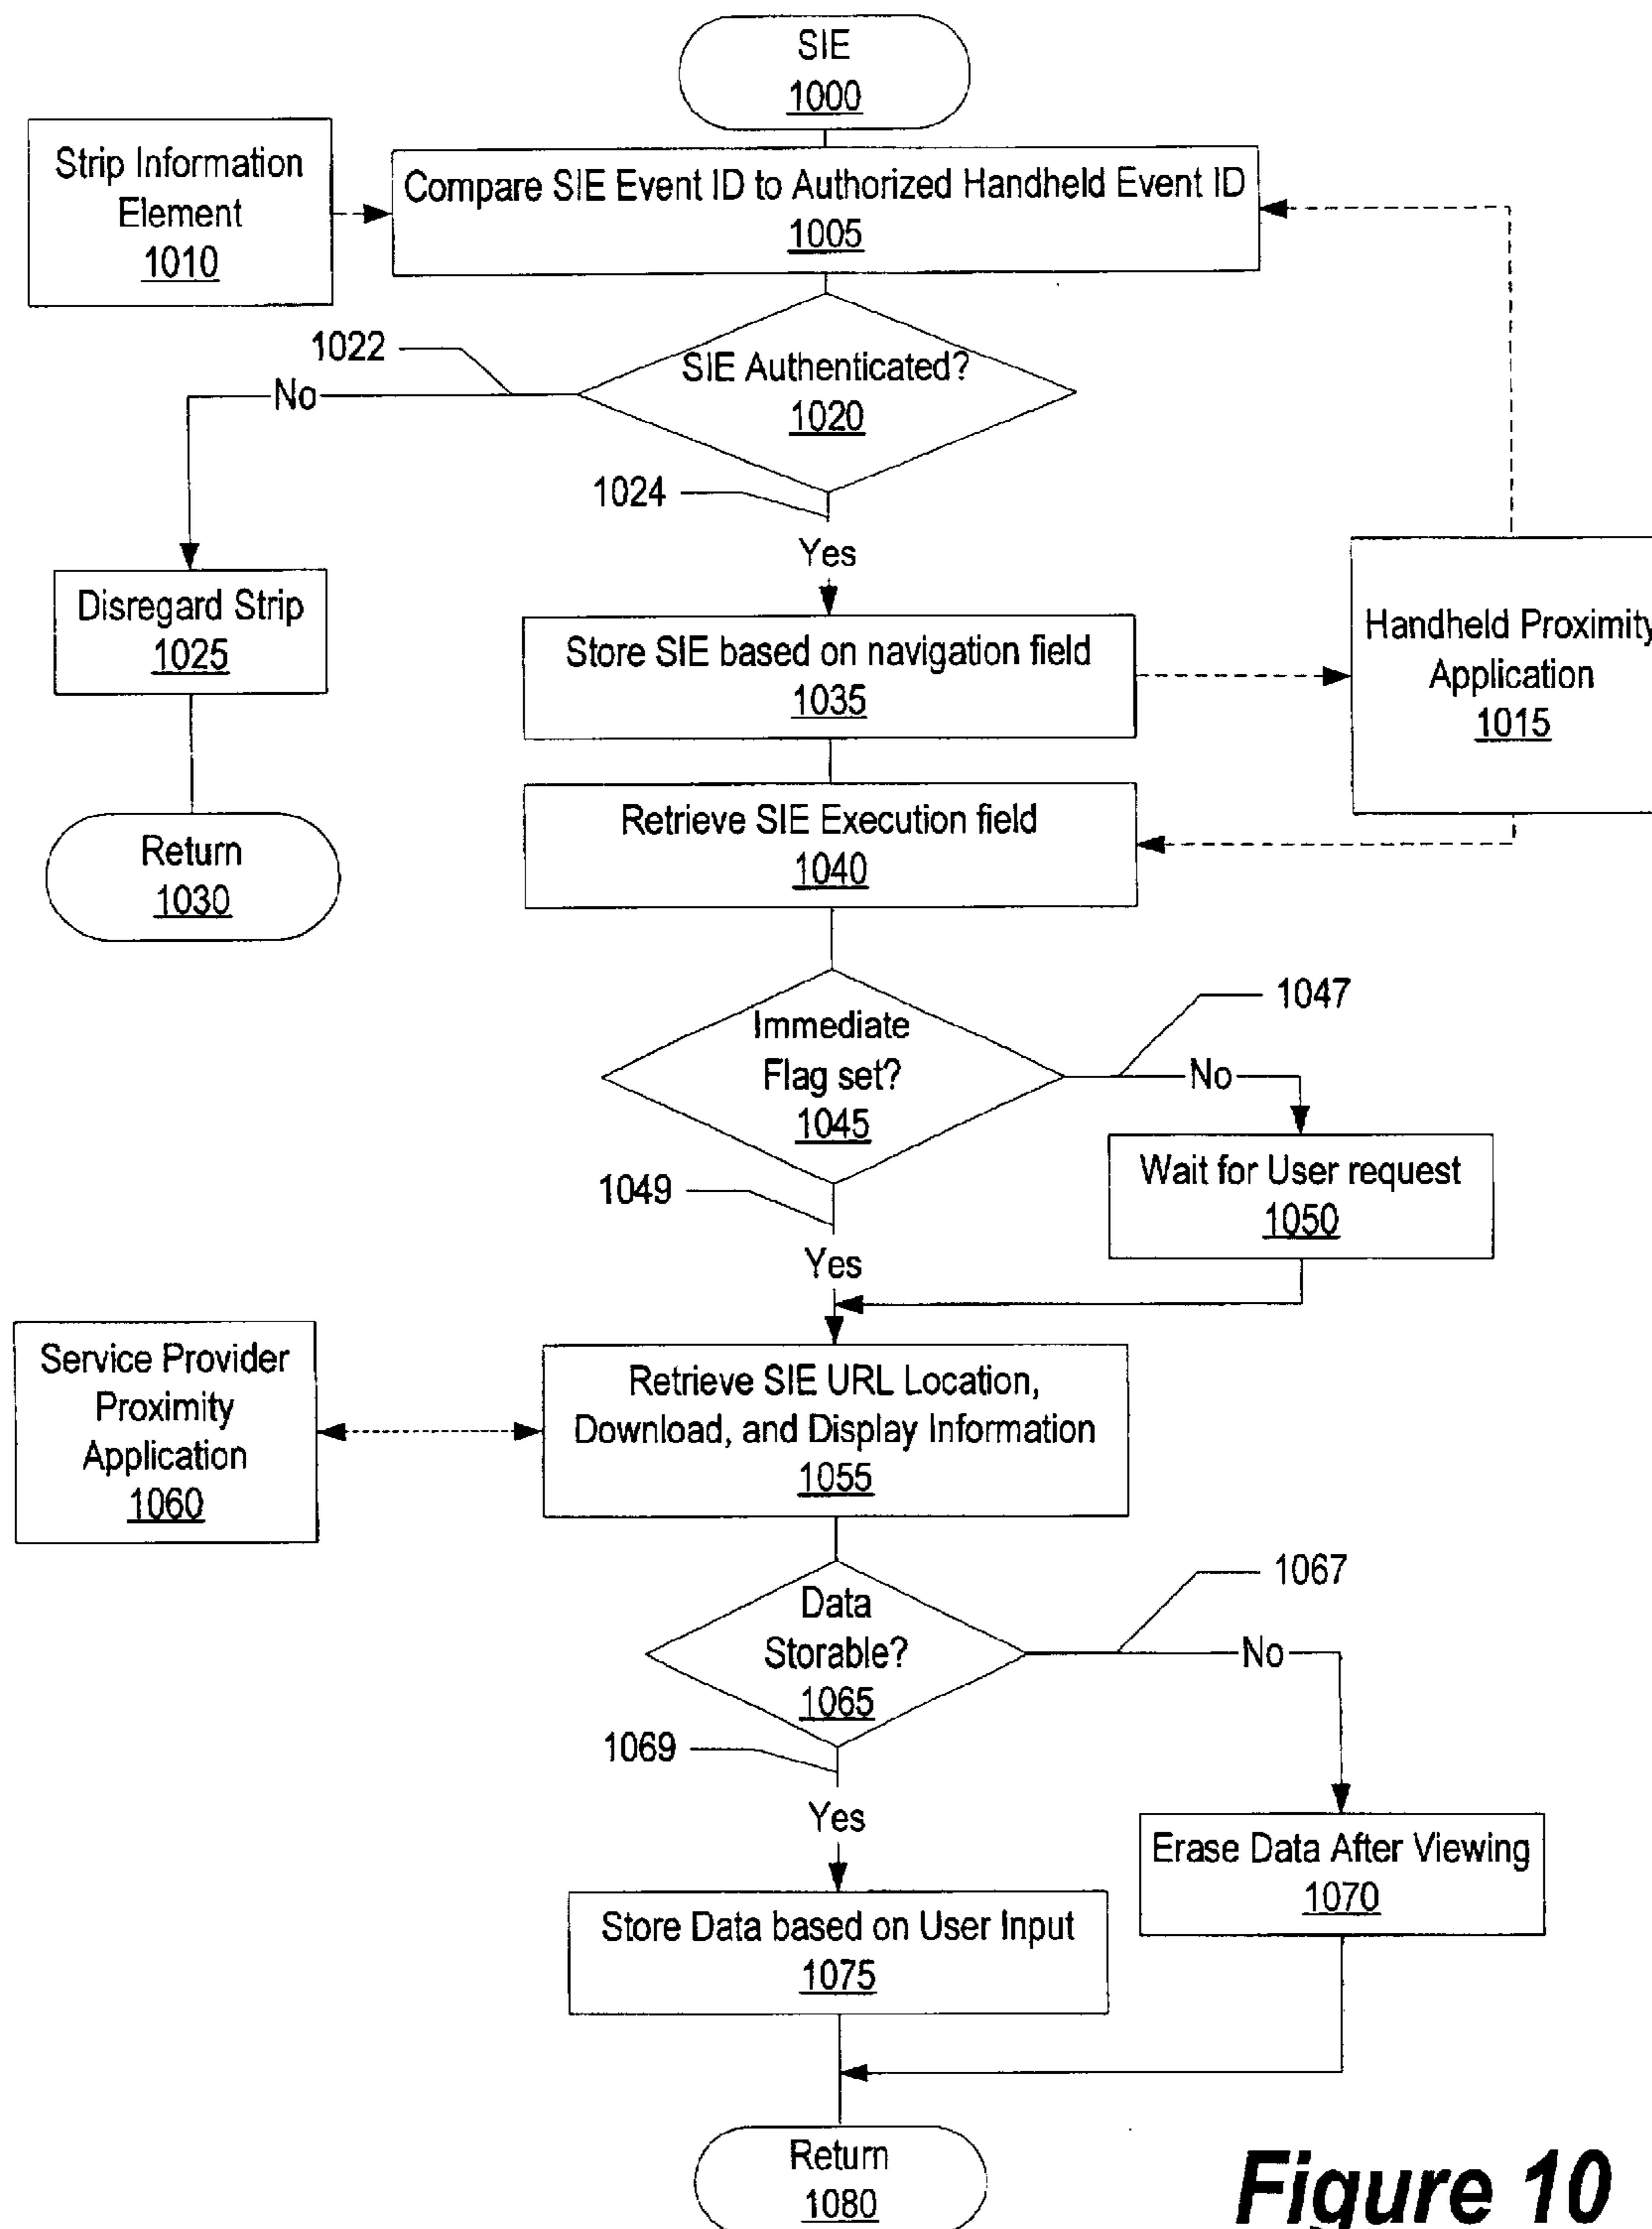 SIE
1000
Strip Information
Element
1010
Compare SIE Event ID to Authorized Handheld Event ID
1005
1022
SIE Authenticated?
1020
No
1024
Yes
Disregard Strip
1025
Store SIE based on navigation field
1035
Handheld Proximity
Application
1015
Retrieve SIE Execution field
1040
Return
1030
1047
Immediate
Flag set?
1045
No
1049
Wait for User request
1050
Yes
Service Provider
Proximity
Application
1060
Retrieve SIE URL Location,
Download, and Display Information
1055
1067
Data
Storable?
1065
No
1069
Yes
Erase Data After Viewing
1070
Store Data based on User Input
1075
Return
1080
Figure 10